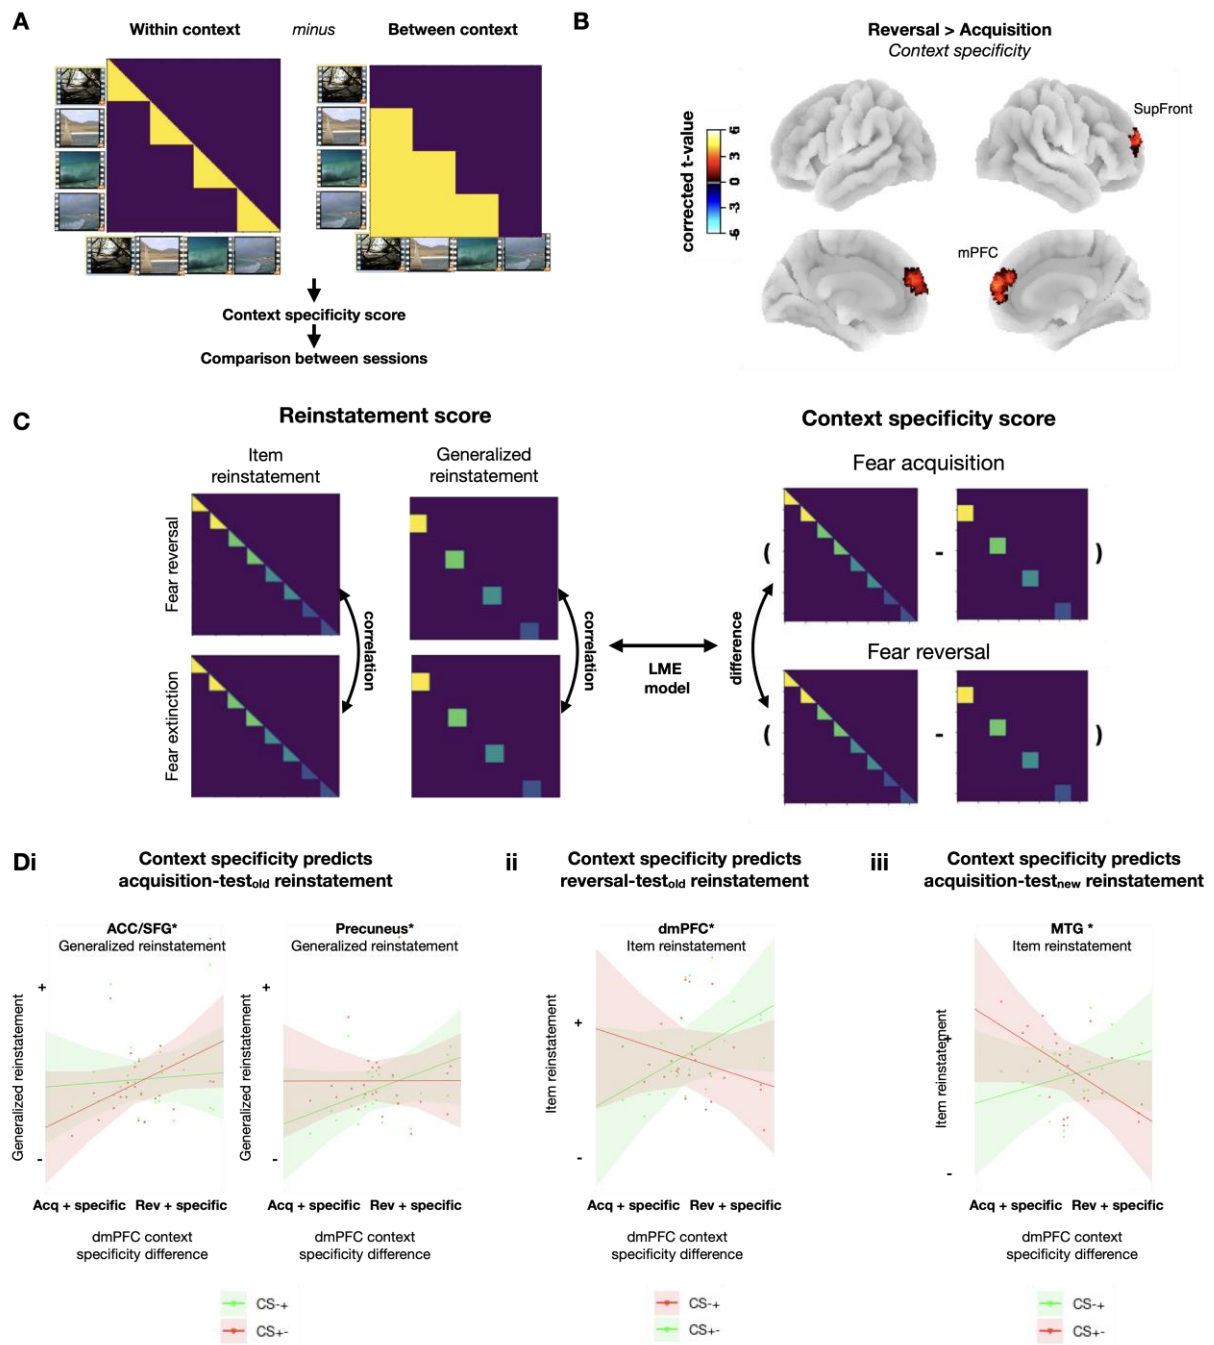 A
Within context
minus
Between context
Context specificity score
Comparison between sessions
B
Reversal > Acquisition
Context specificity
corrected t-value
6
3
0
-3
-6
SupFront
mPFC
C
Reinstatement score
Item
reinstatement
Generalized
reinstatement
Fear reversal
Fear extinction
correlation
correlation
LME
model
Context specificity score
Fear acquisition
( - )
difference
Fear reversal
( - )
Di
Context specificity predicts
acquisition-testold reinstatement
ACC/SFG*
Generalized reinstatement
Generalized reinstatement
+
-
Acq + specific Rev + specific
dmPFC context
specificity difference
Precuneus*
Generalized reinstatement
Generalized reinstatement
+
-
Acq + specific Rev + specific
dmPFC context
specificity difference
CS-+
CS+-
ii
Context specificity predicts
reversal-testold reinstatement
dmPFC*
Item reinstatement
Item reinstatement
+
-
Acq + specific Rev + specific
dmPFC context
specificity difference
CS-+
CS+-
iii
Context specificity predicts
acquisition-testnew reinstatement
MTG *
Item reinstatement
Item reinstatement
+
-
Acq + specific Rev + specific
dmPFC context
specificity difference
CS-+
CS+-